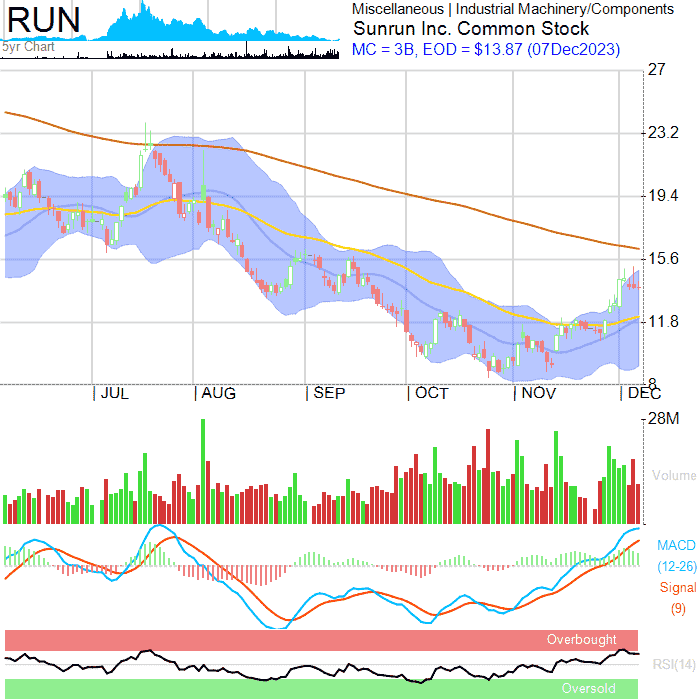 RUN
Miscellaneous | Industrial Machinery/Components
Sunrun Inc. Common Stock
5yr Chart
MC = 3B, EOD = $13.87 (07Dec2023)
27
23.2
19.4
15.6
11.8
8
JUL
AUG
SEP
OCT
NOV
DEC
28M
Volume
MACD
(12-26)
Signal
(9)
Overbought
RSI(14)
Oversold